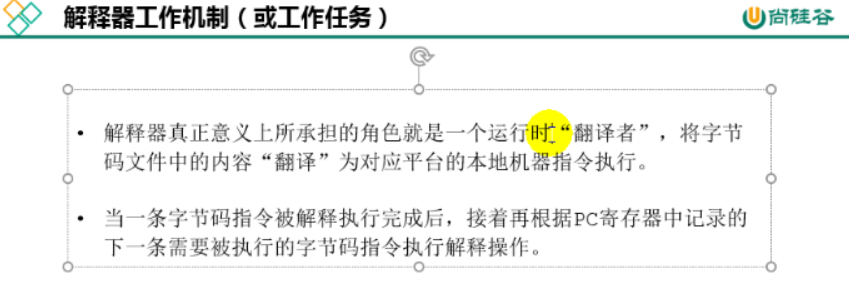 解释器工作机制（或工作任务）
尚硅谷
• 解释器真正意义上所承担的角色就是一个运行时“翻译者”，将字节
码文件中的内容“翻译”为对应平台的本地机器指令执行。
• 当一条字节码指令被解释执行完成后，接着再根据PC寄存器中记录的
下一条需要被执行的字节码指令执行解释操作。